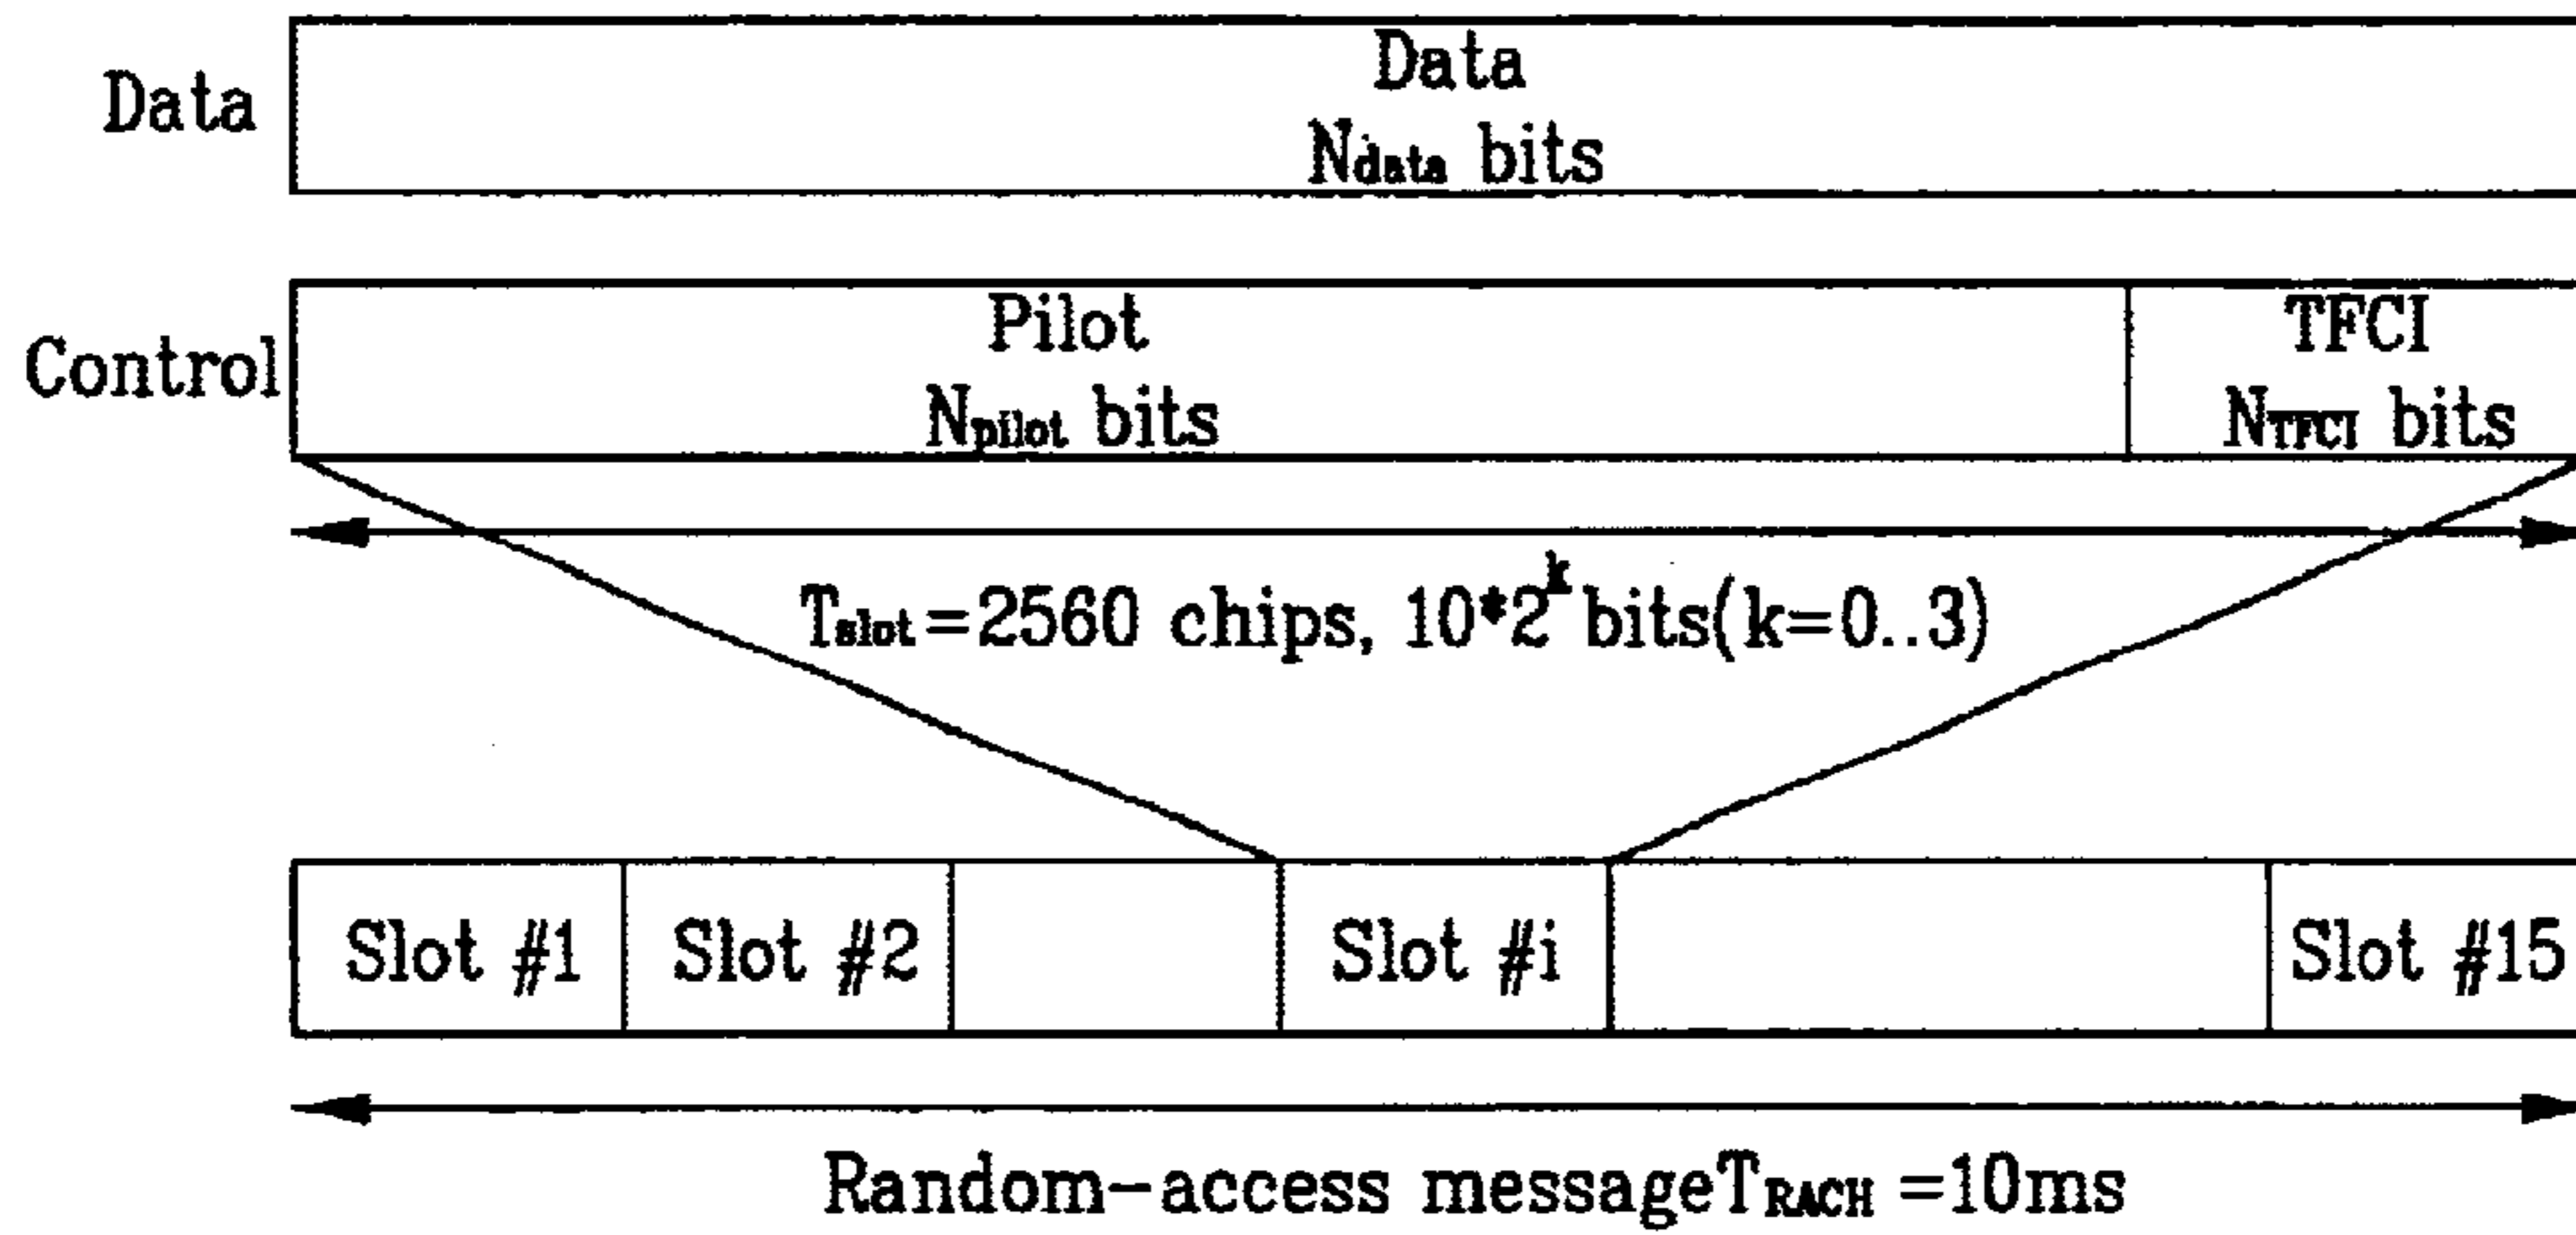 Data
Data
Ndata bits
Control
Pilot
Npilot bits
TFCI
NTFCI bits
Tslot=2560 chips, 10*2^k bits(k=0..3)
Slot #1
Slot #2
Slot #i
Slot #15
Random-access messageTRACH =10ms